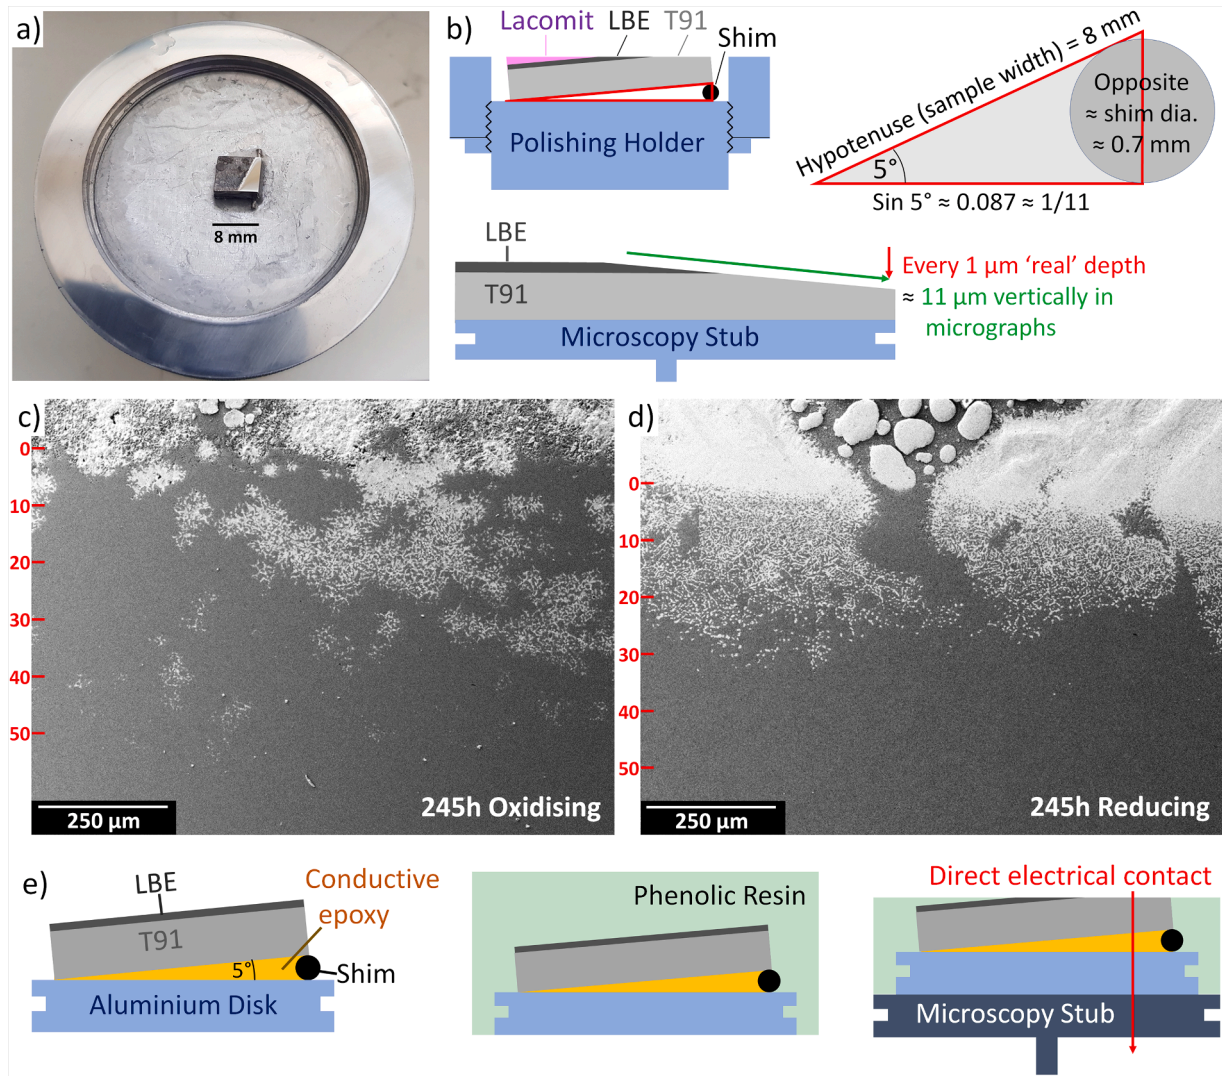 a)
8 mm
b)
Lacomit
LBE
T91
Shim
Polishing Holder
Hypotenuse (sample width) = 8 mm
Opposite
≈ shim dia.
≈ 0.7 mm
5°
Sin 5° ≈ 0.087 ≈ 1/11
LBE
T91
Microscopy Stub
Every 1 µm ‘real’ depth
≈ 11 µm vertically in
micrographs
c)
0
10
20
30
40
50
250 µm
245h Oxidising
d)
0
10
20
30
40
50
250 µm
245h Reducing
e)
LBE
T91
Conductive
epoxy
5°
Shim
Aluminium Disk
Phenolic Resin
Direct electrical contact
Microscopy Stub